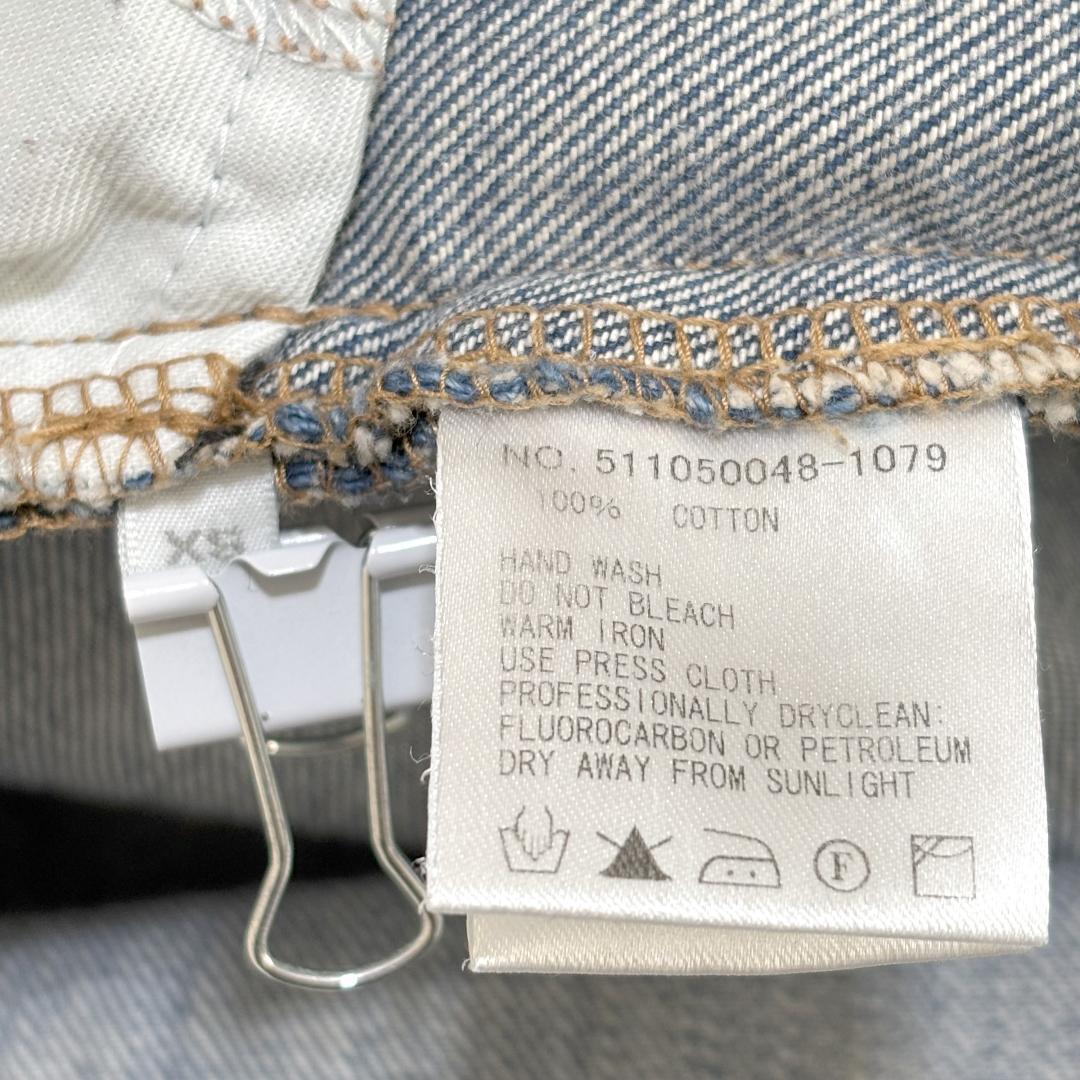 NO. 511050048-1079
100% COTTON
HAND WASH
DO NOT BLEACH
WARM IRON
USE PRESS CLOTH
PROFESSIONALLY DRYCLEAN:
FLUOROCARBON OR PETROLEUM
DRY AWAY FROM SUNLIGHT
F